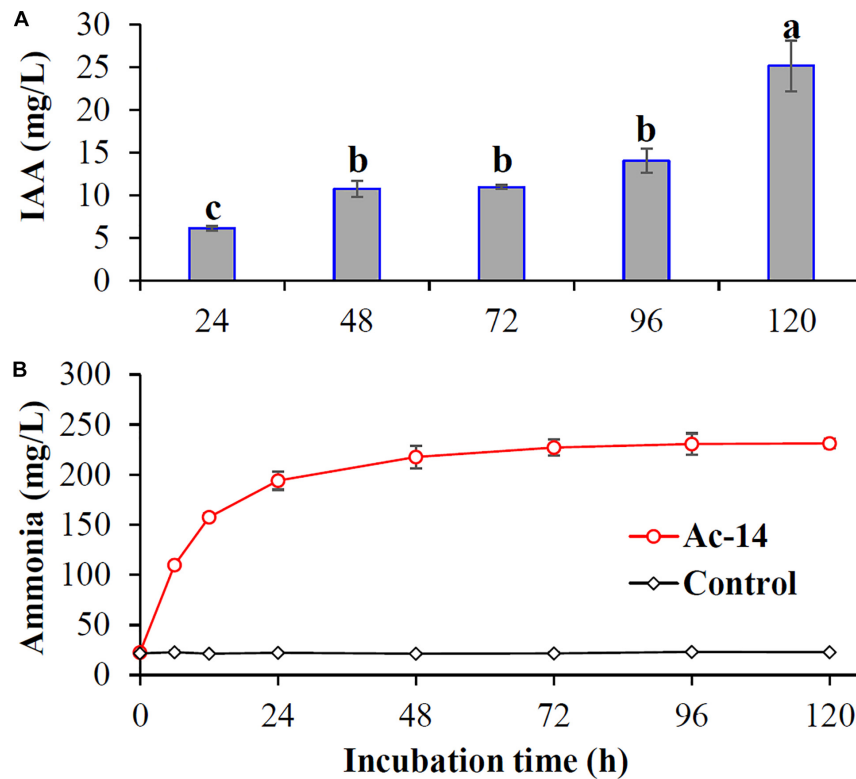 A
IAA (mg/L)
30
25
20
15
10
5
0
c
b
b
b
a
24 48 72 96 120
B
Ammonia (mg/L)
300
250
200
150
100
50
0
Ac-14
Control
0 24 48 72 96 120
Incubation time (h)